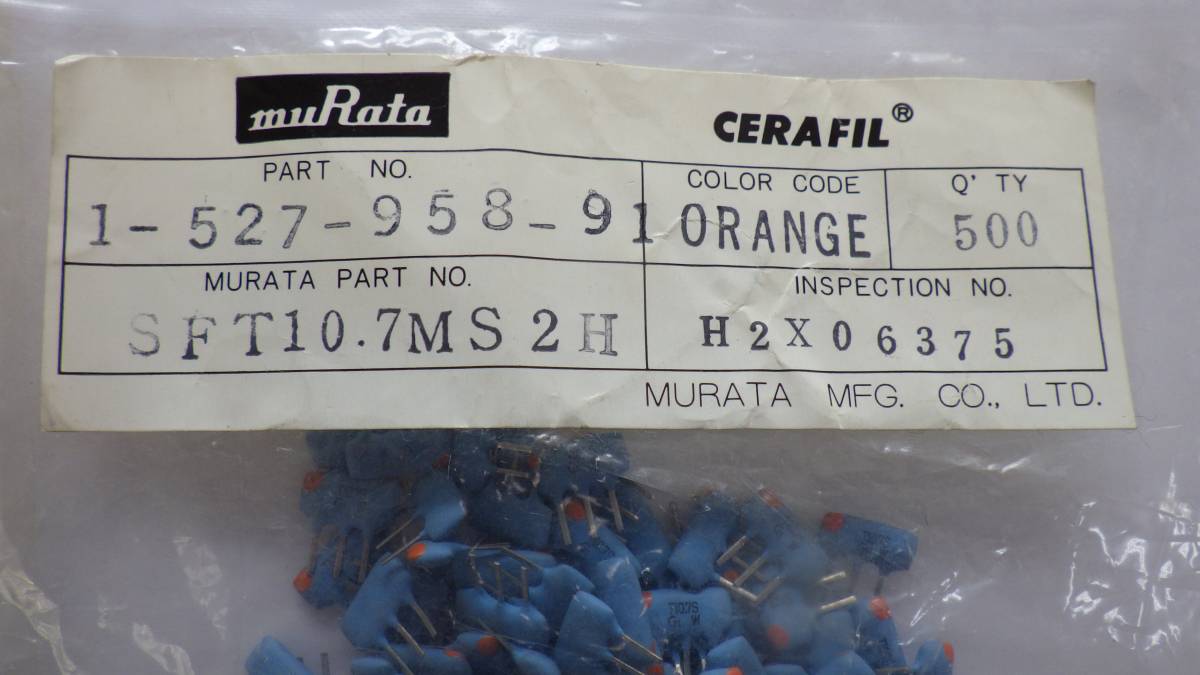 muRata
CERAFIL®
PART NO.
1-527-958-91
COLOR CODE
ORANGE
Q'TY
500
MURATA PART NO.
SFT10.7MS2H
INSPECTION NO.
H2X06375
MURATA MFG. CO., LTD.